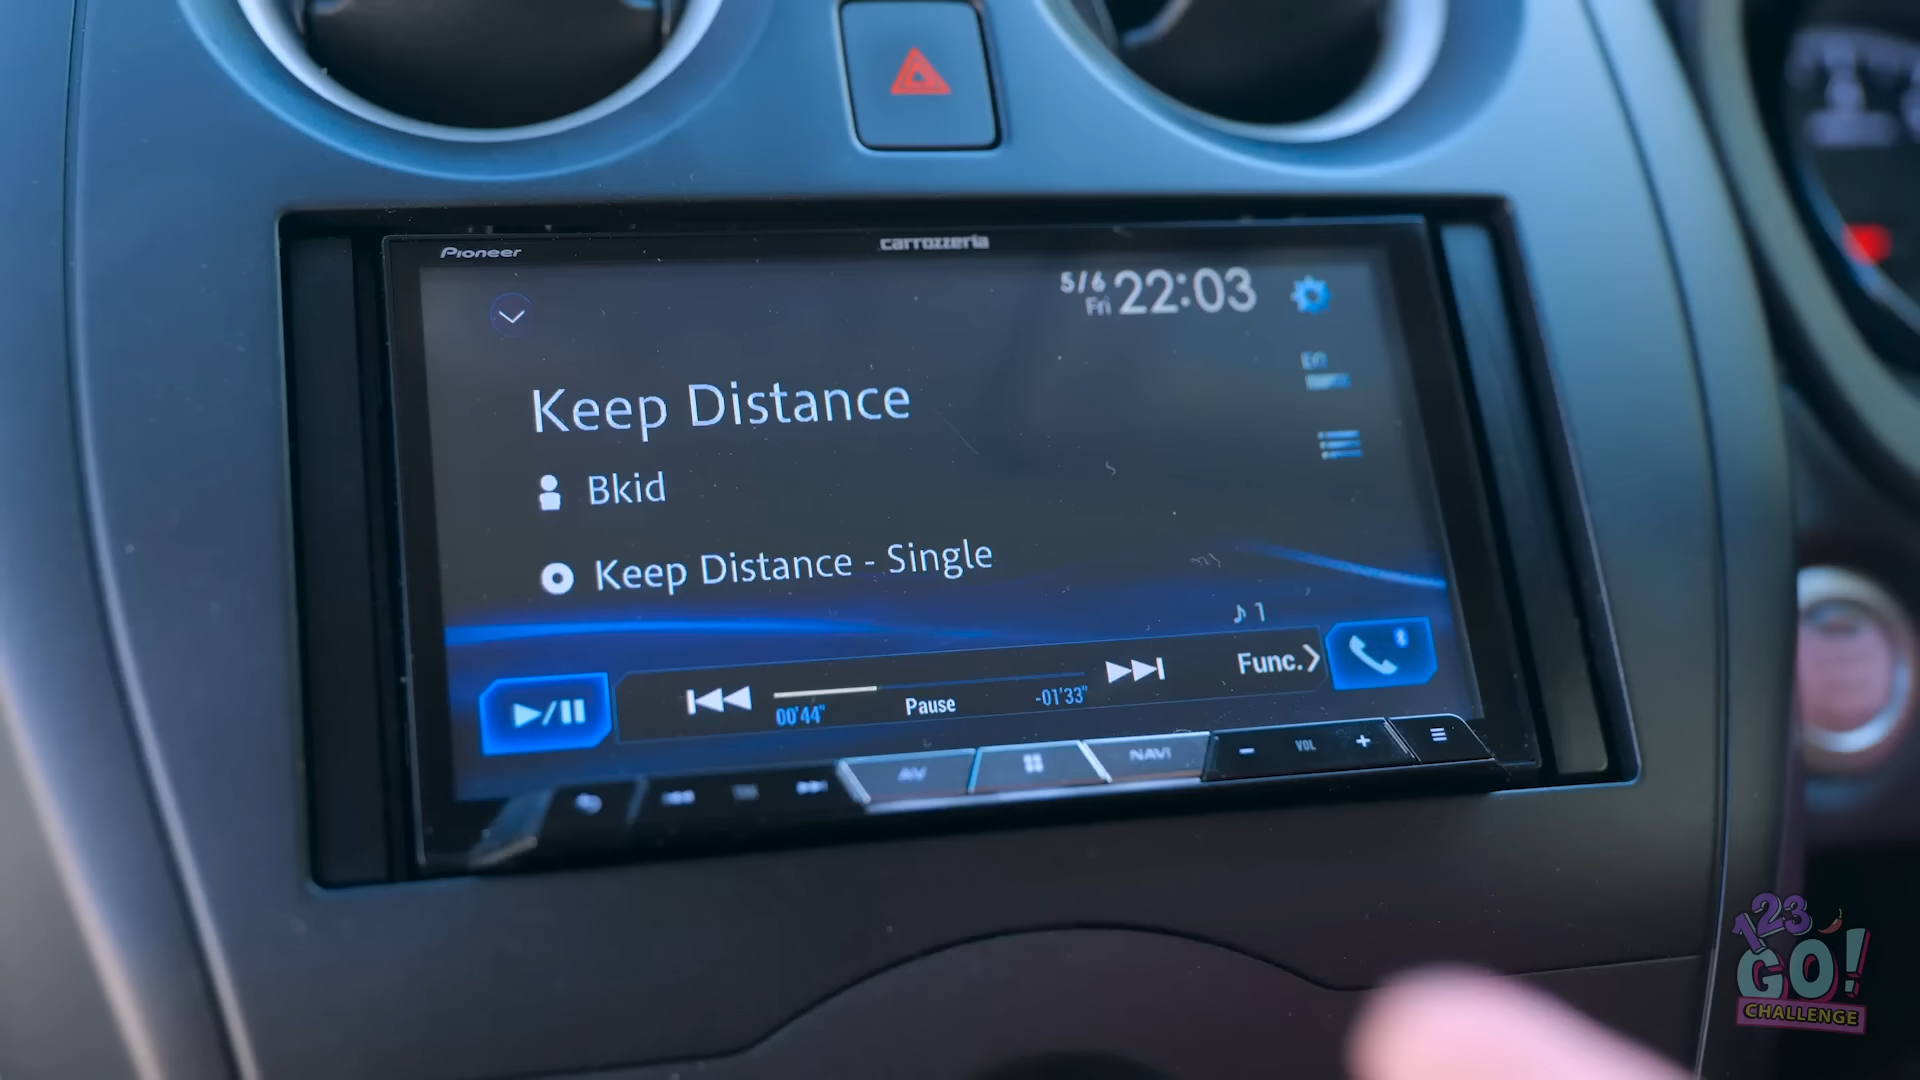 Pioneer
carrozzeria
5/6
Fri
22:03
Keep Distance
Bkid
Keep Distance - Single
♪ 1
00'44"
Pause
-01'33"
Func.
AV
NAVI
VOL
123
GO!
CHALLENGE